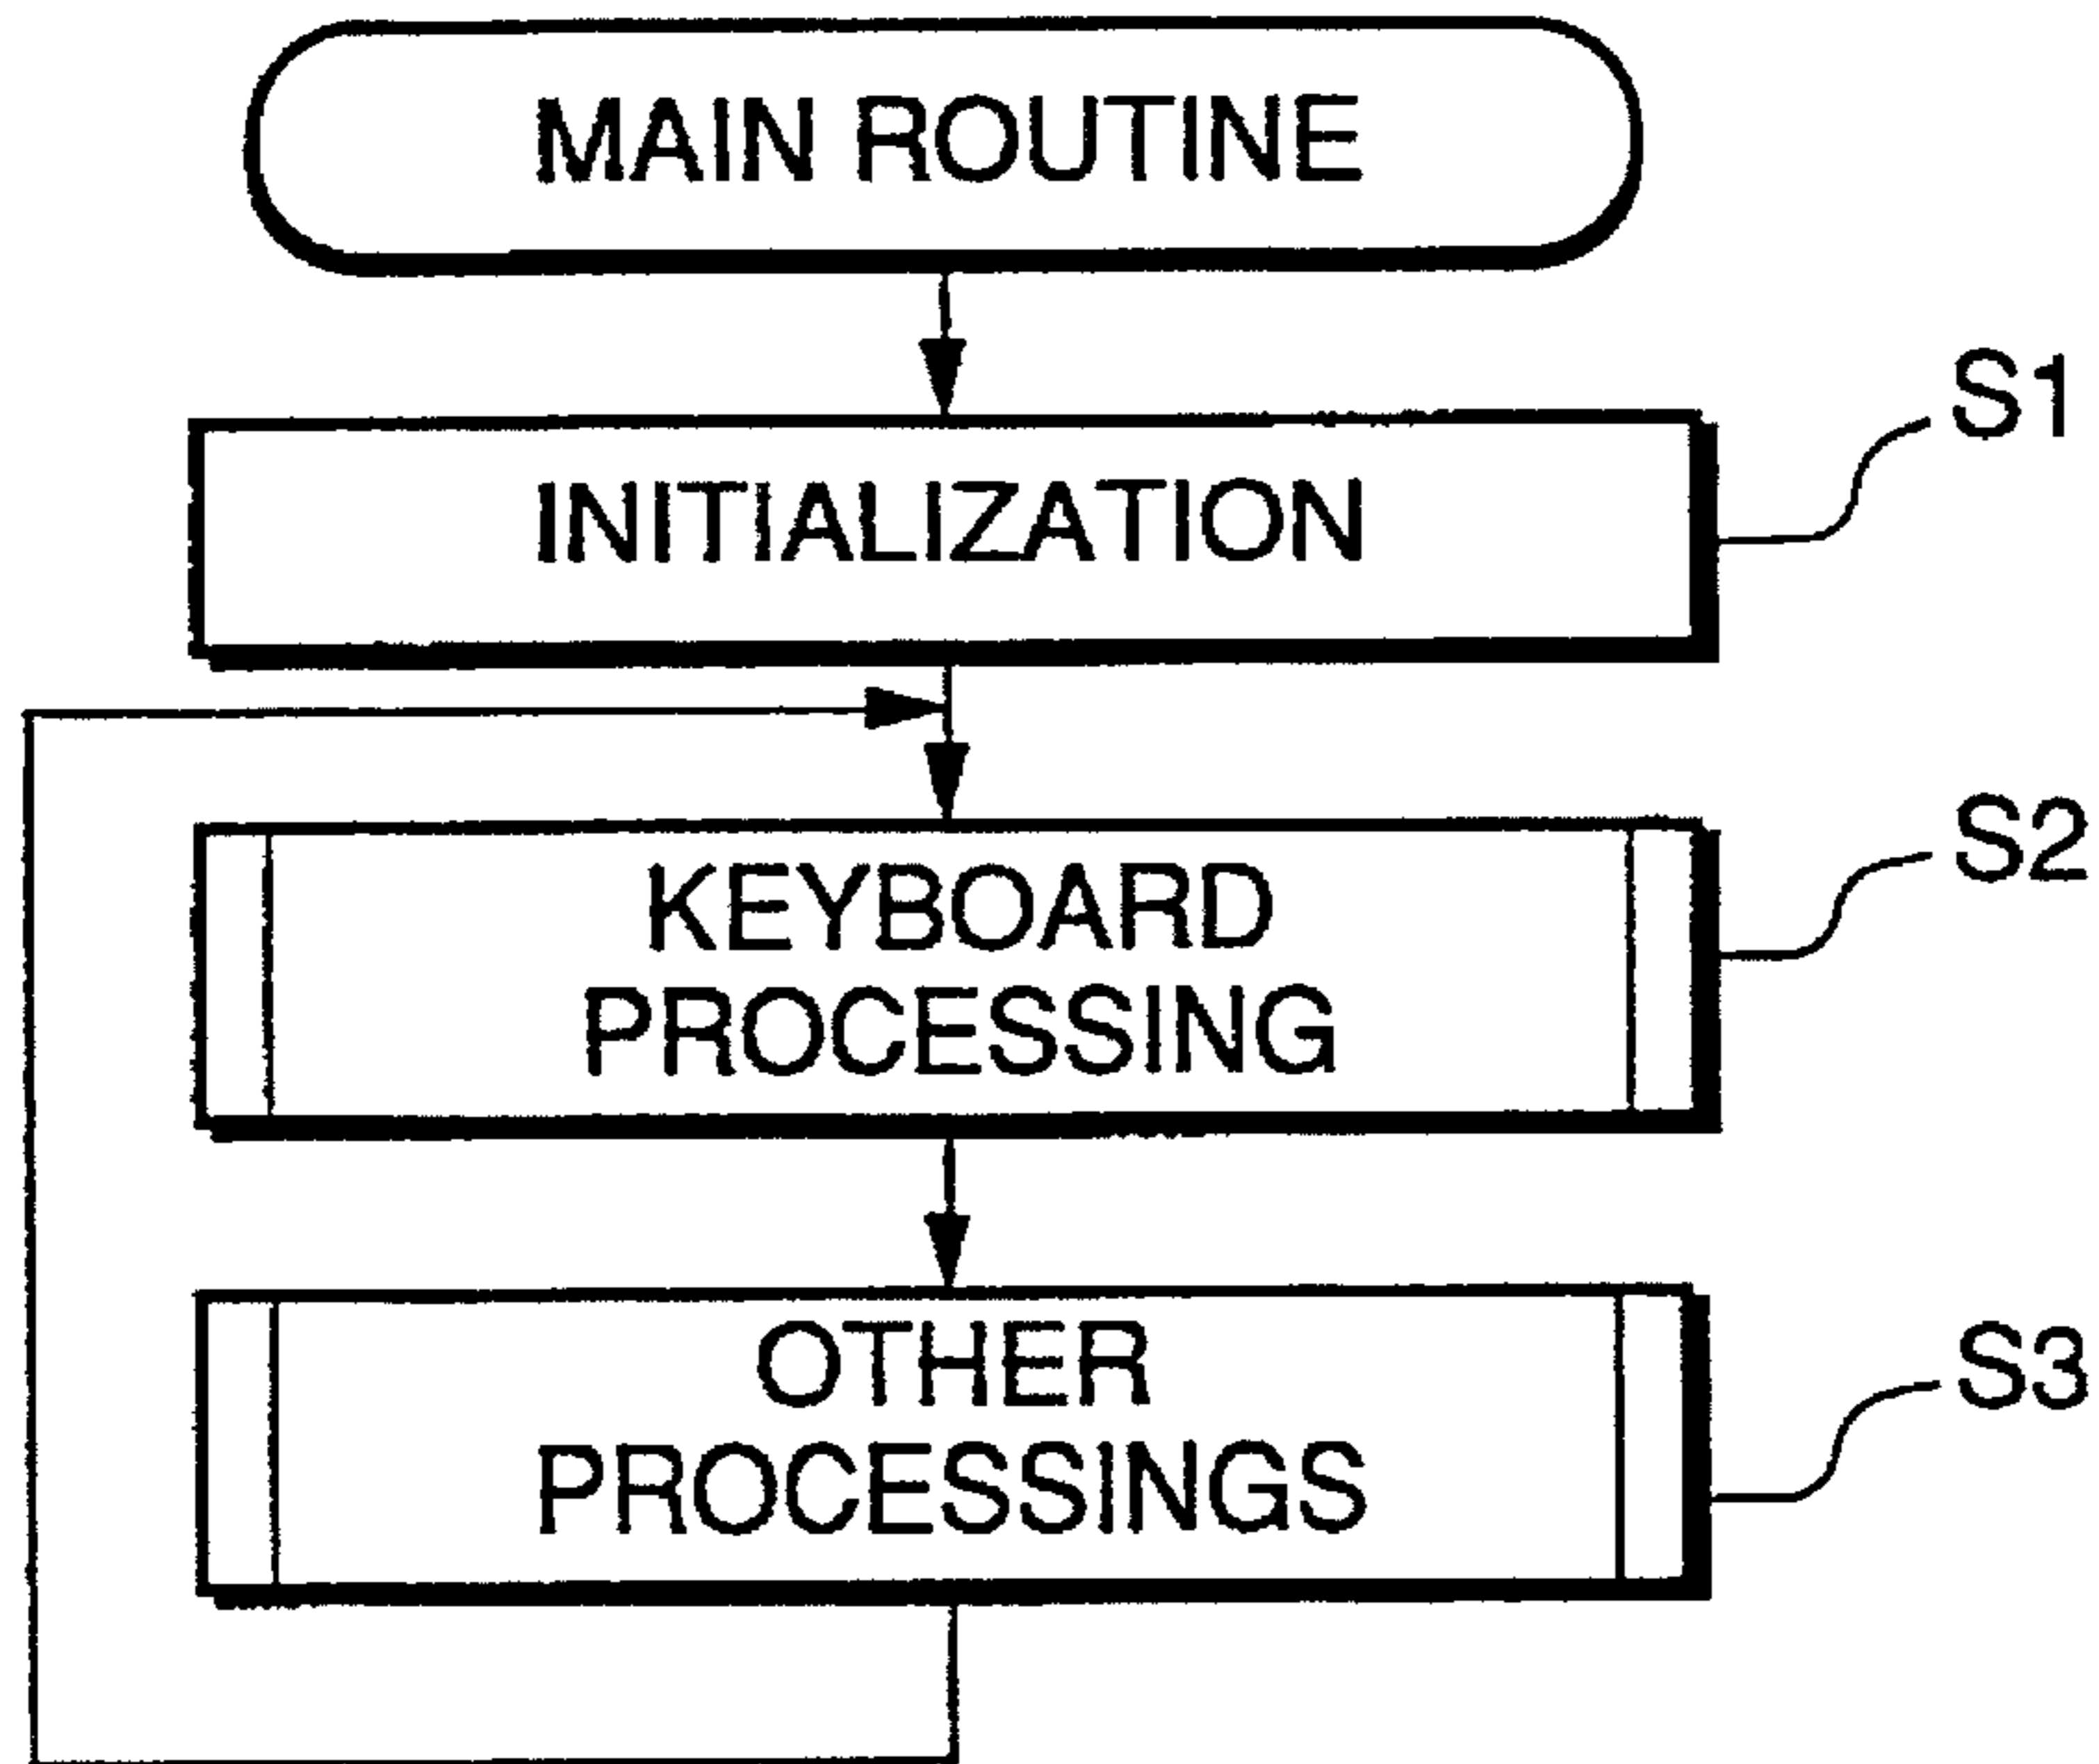 MAIN ROUTINE
S1
INITIALIZATION
S2
KEYBOARD
PROCESSING
S3
OTHER
PROCESSINGS